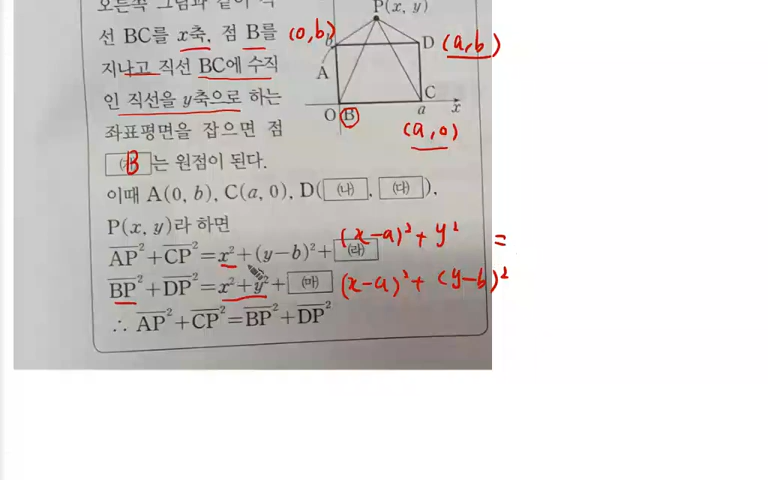 오른쪽 그림과 같이 직
선 BC를 x축, 점 B를
지나고 직선 BC에 수직
인 직선을 y축으로 하는
좌표평면을 잡으면 점
B는 원점이 된다.
P(x, y)
(0, b)
b
D (a, b)
A
C
O B a x
(a, 0)
이때 A(0, b), C(a, 0), D( (나) , (다) ),
P(x, y)라 하면
AP²+CP²=x²+(y−b)²+ (라) (x−a)²+y² =
BP²+DP²=x²+y²+ (마) (x−a)²+(y−b)²
∴ AP²+CP²=BP²+DP²